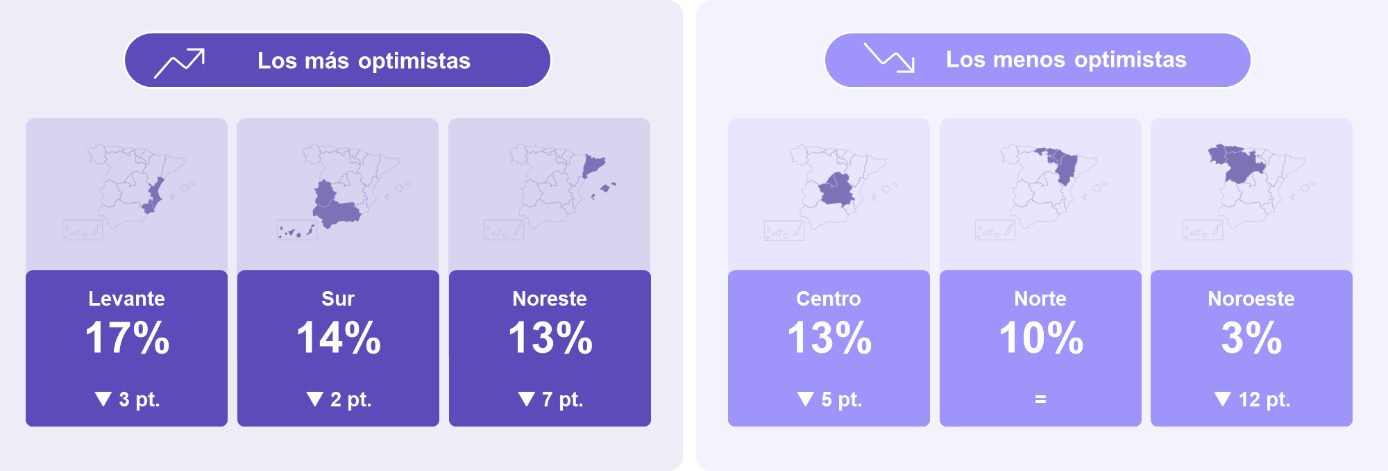 Los más optimistas
Levante
17%
▼ 3 pt.
Sur
14%
▼ 2 pt.
Noreste
13%
▼ 7 pt.
Los menos optimistas
Centro
13%
▼ 5 pt.
Norte
10%
=
Noroeste
3%
▼ 12 pt.